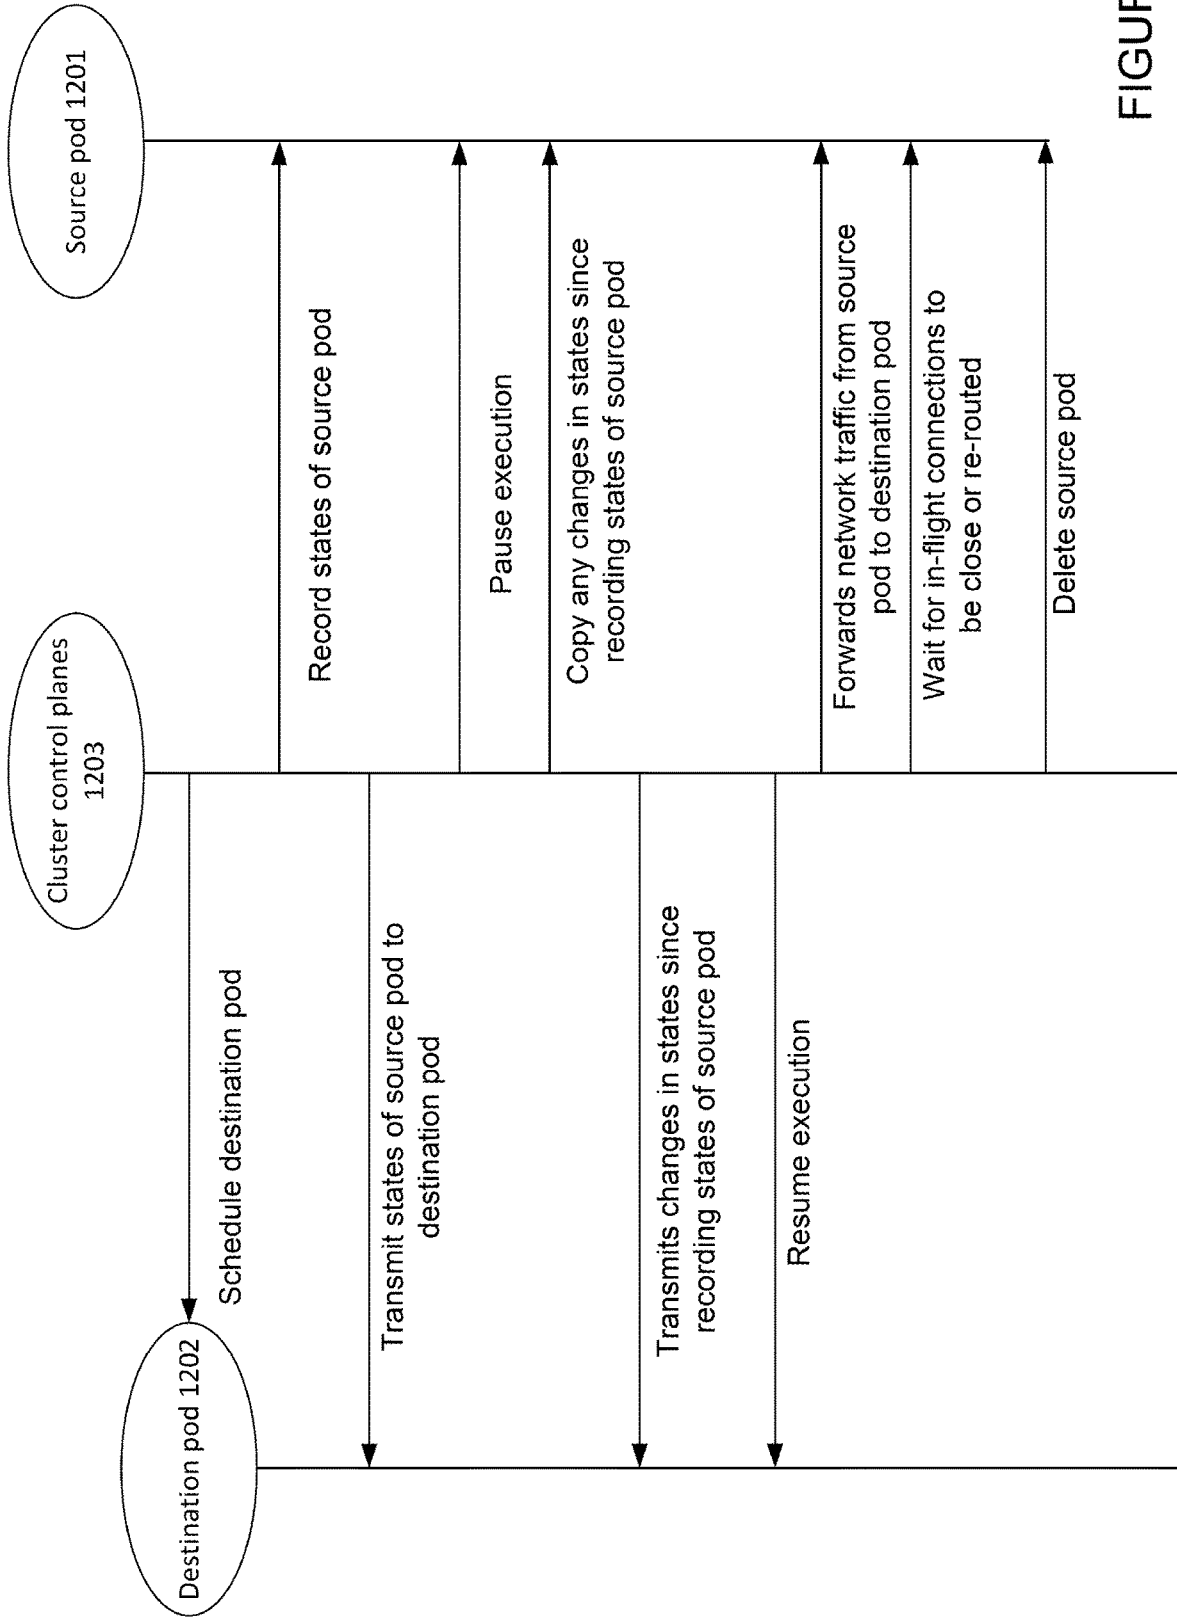 Source pod 1201
Cluster control planes
1203
Destination pod 1202
Schedule destination pod
Record states of source pod
Transmit states of source pod to
destination pod
Pause execution
Copy any changes in states since
recording states of source pod
Transmits changes in states since
recording states of source pod
Resume execution
Forwards network traffic from source
pod to destination pod
Wait for in-flight connections to
be close or re-routed
Delete source pod
FIGUR